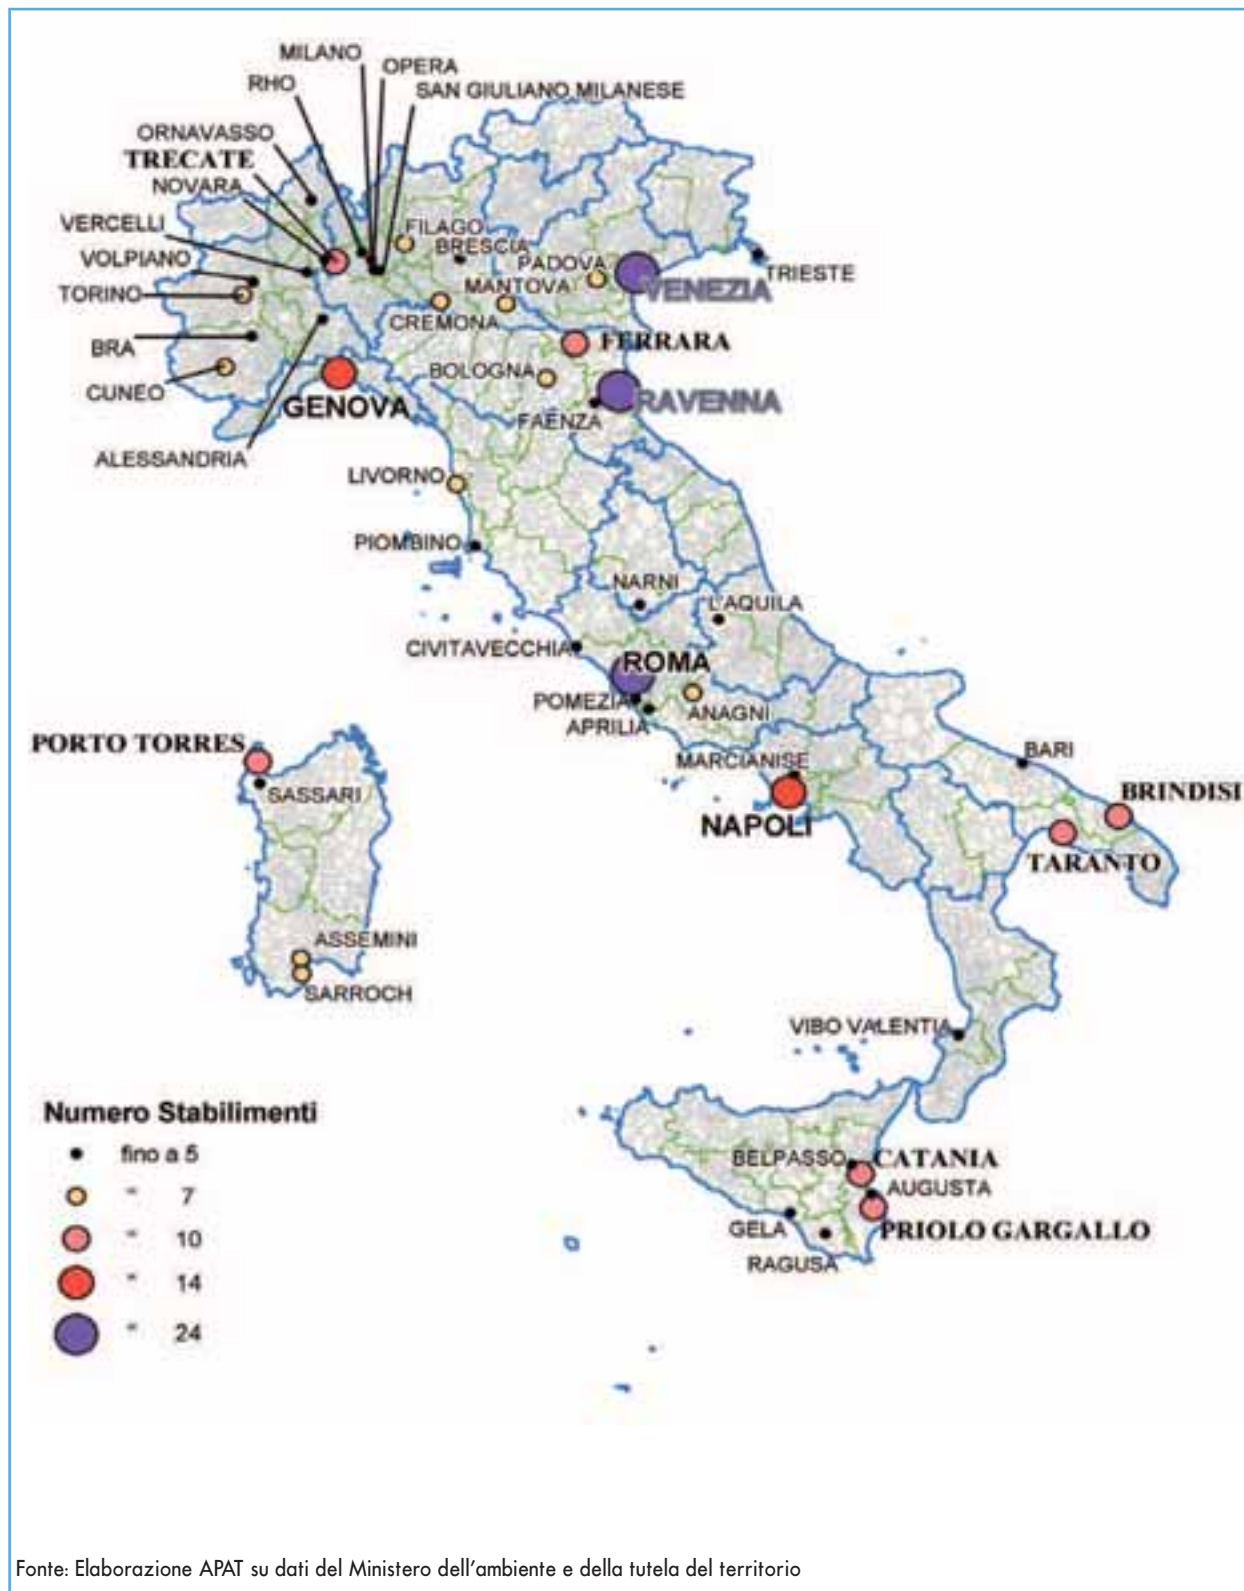 MILANO
OPERA
RHO
SAN GIULIANO MILANESE
ORNAVASSO
TRECATE
NOVARA
VERCELLI
FILAGO
BRESCIA
VOLPIANO
PADOVA
TRIESTE
TORINO
MANTOVA
VENEZIA
CREMONA
BRA
FERRARA
BOLOGNA
CUNEO
GENOVA
RAVENNA
FAENZA
ALESSANDRIA
LIVORNO
PIOMBINO
NARNI
L'AQUILA
CIVITAVECCHIA
ROMA
POMEZIA
ANAGNI
APRILIA
PORTO TORRES
BARI
MARCIANISE
SASSARI
BRINDISI
NAPOLI
TARANTO
ASSEMINI
SARROCH
VIBO VALENTIA
Numero Stabilimenti
fino a 5
" 7
" 10
" 14
" 24
BELPASSO
CATANIA
AUGUSTA
GELA
PRIOLO GARGALLO
RAGUSA
Fonte: Elaborazione APAT su dati del Ministero dell'ambiente e della tutela del territorio